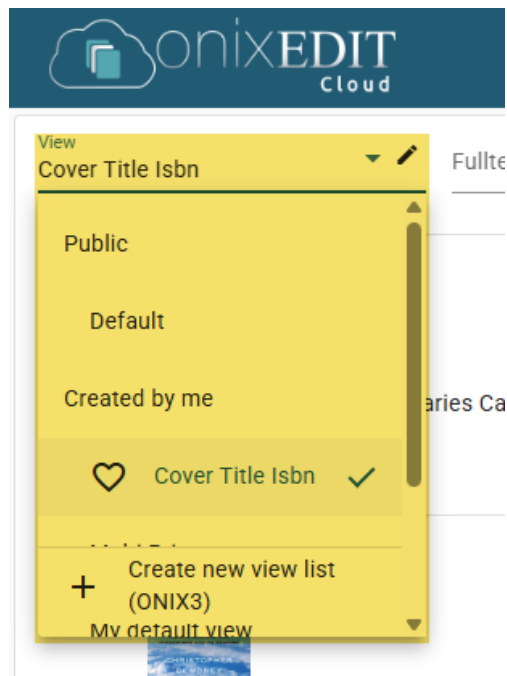 onixEDIT
Cloud
View
Cover Title Isbn
Public
Default
Created by me
aries Ca
Cover Title Isbn
Create new view list
(ONIX3)
My default view
CHRISTOPHER